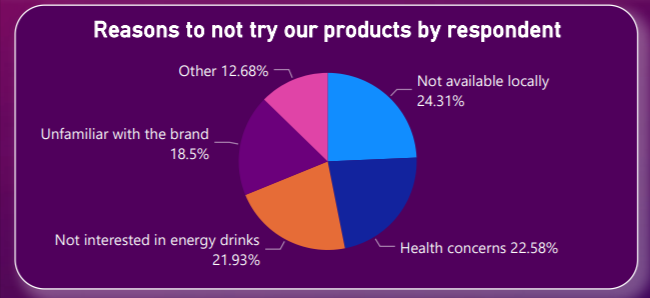 Reasons to not try our products by respondent
Other 12.68%
Not available locally
24.31%
Unfamiliar with the brand
18.5%
Not interested in energy drinks
21.93%
Health concerns 22.58%